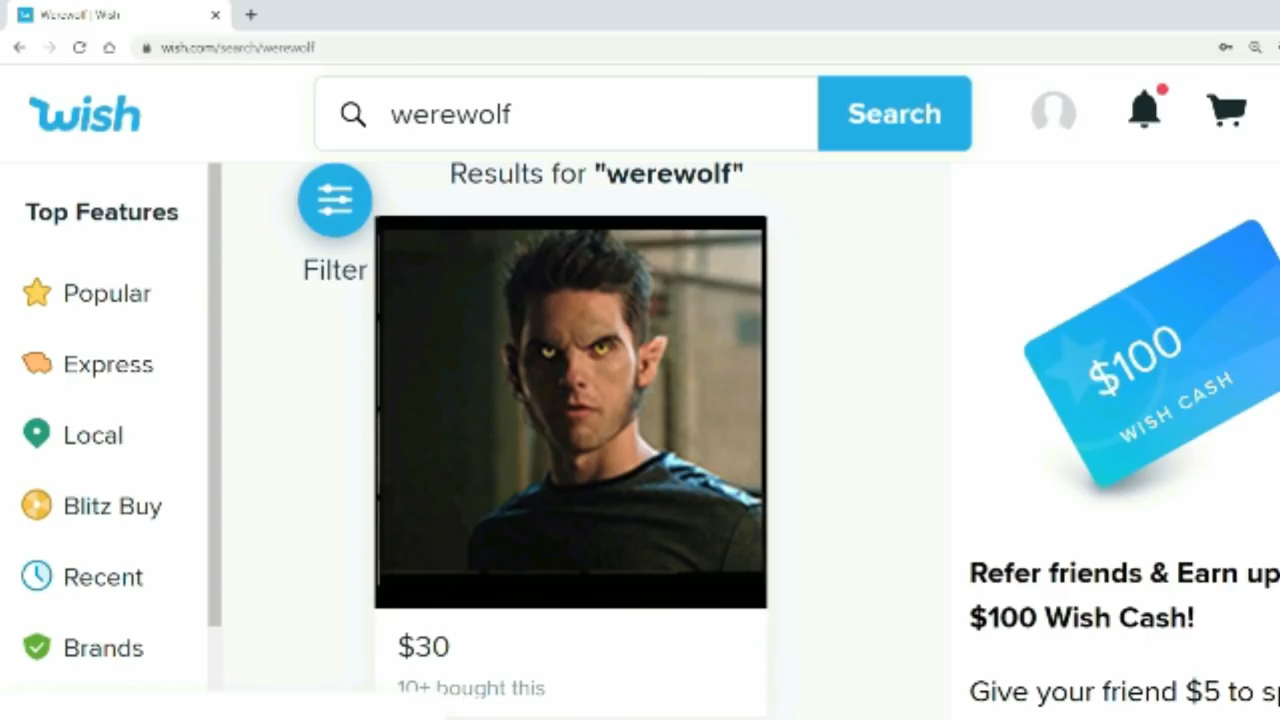 Werewolf | Wish
wish.com/search/werewolf
wish
werewolf
Search
Results for "werewolf"
Top Features
Filter
Popular
Express
Local
Blitz Buy
Recent
Brands
$30
10+ bought this
$100
WISH CASH
Refer friends & Earn up
$100 Wish Cash!
Give your friend $5 to sp